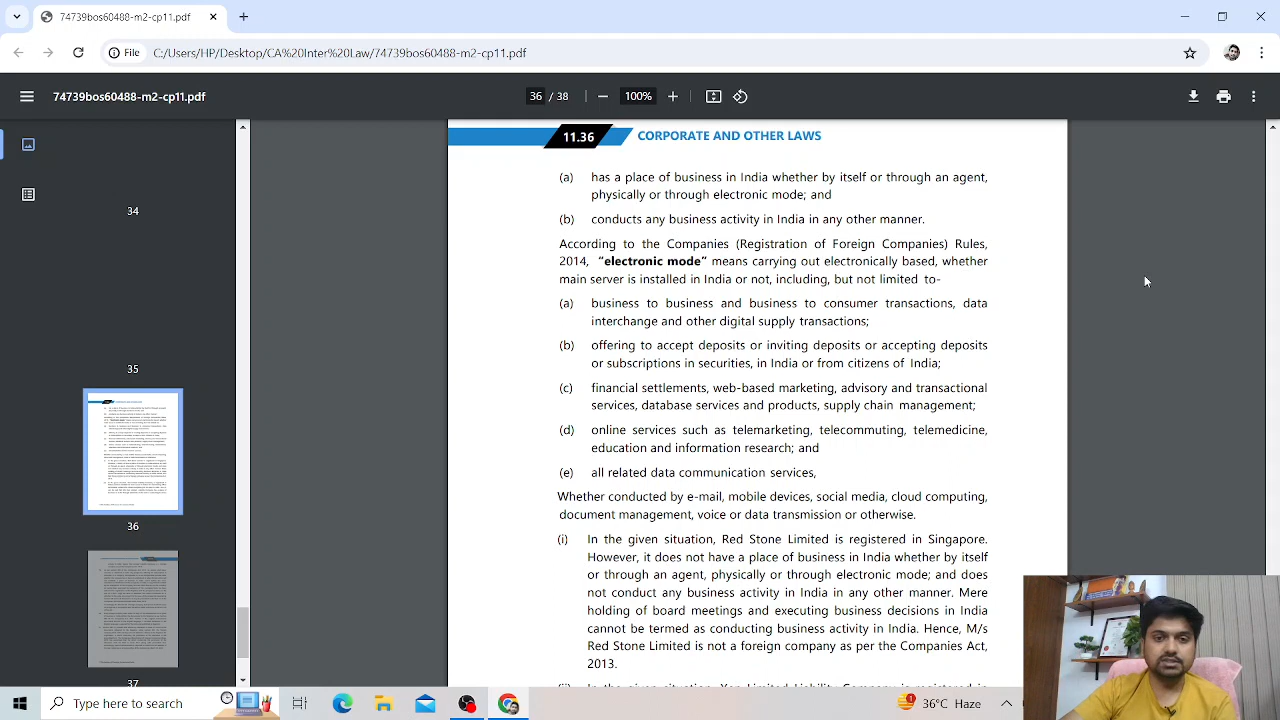 74739bos60488-m2-cp11.pdf
File
C:/Users/HP/Desktop/CA%20Inter%20Law/74739bos60488-m2-cp11.pdf
74739bos60488-m2-cp11.pdf
36 / 38
100%
34
35
36
37
11.36 CORPORATE AND OTHER LAWS
(a) has a place of business in India whether by itself or through an agent,
physically or through electronic mode; and
(b) conducts any business activity in India in any other manner.
According to the Companies (Registration of Foreign Companies) Rules,
2014, “electronic mode” means carrying out electronically based, whether
main server is installed in India or not, including, but not limited to-
(a) business to business and business to consumer transactions, data
interchange and other digital supply transactions;
(b) offering to accept deposits or inviting deposits or accepting deposits
or subscription in securities, in India or from citizens of India;
(c) financial settlements, web-based marketing, advisory and transactional
services, database services and products, supply chain management;
online services such as telemarketing, telecommuting, telemedicine,
education and information research;
all related data communication services
Whether conducted by e-mail, mobile devices, social media, cloud computing,
document management, voice or data transmission or otherwise.
(i) In the given situation, Red Stone Limited is registered in Singapore.
However, it does not have a place of business in India whether by itself
or through an agent, physically or through electronic mode; and does
not conduct any business activity in India in any other manner.
holding of board meetings and executing business decisions in India
cannot be termed as conducting business activity in India. Hence,
Red Stone Limited is not a foreign company as per the Companies Act,
2013.
Type here to search
1
30°C Haze